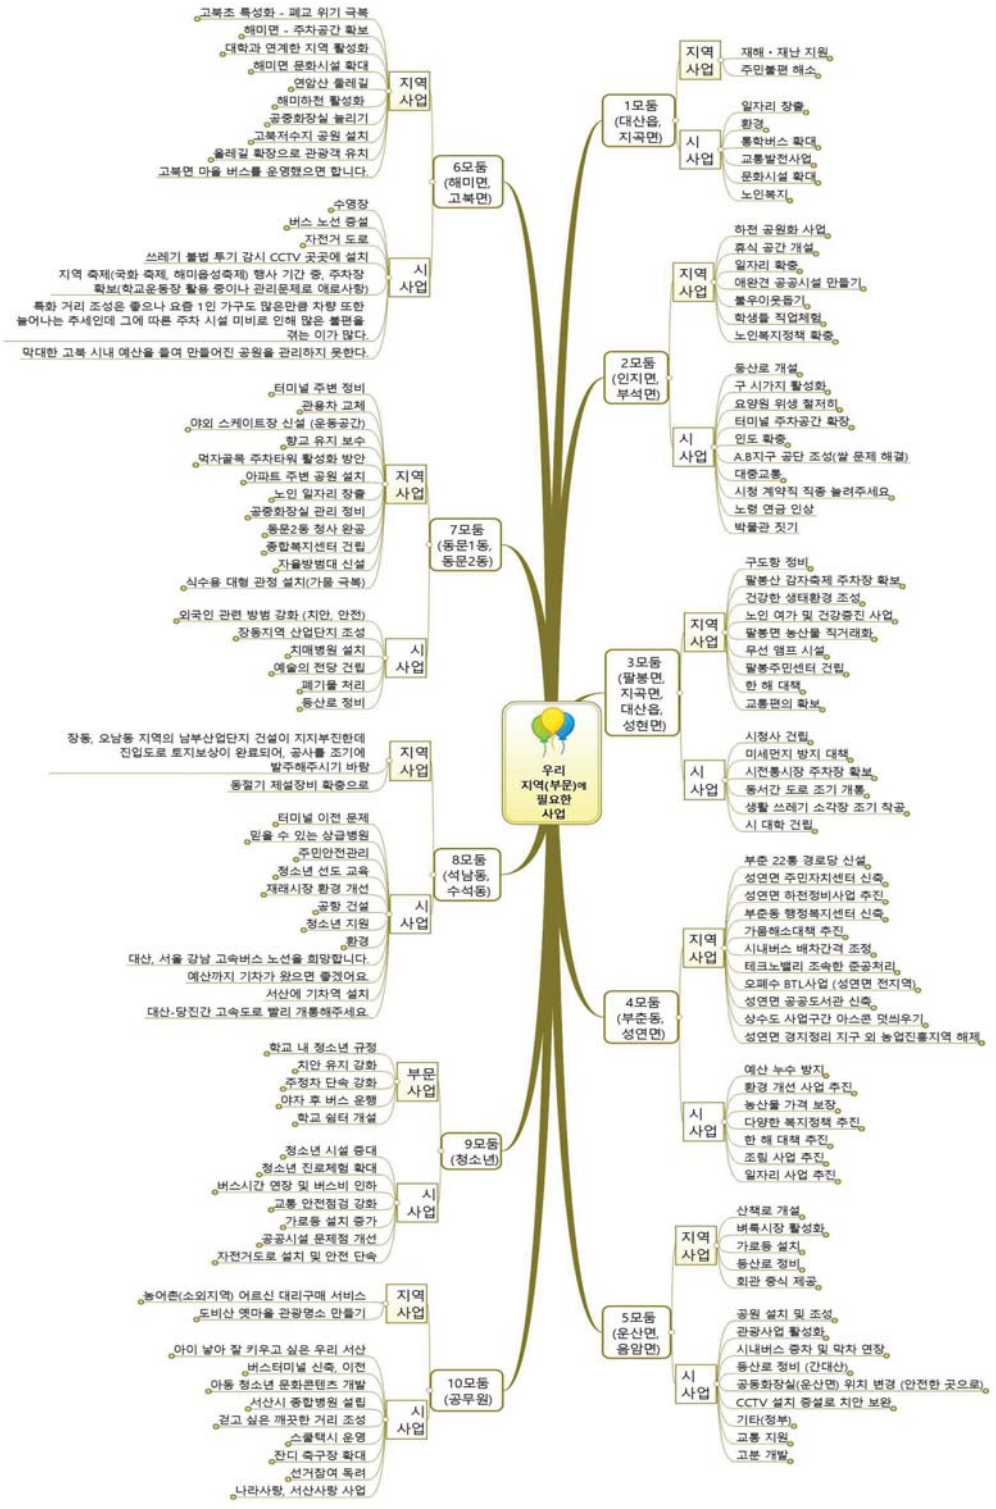 우리
지역(부문)에
필요한
사업
1모둠
(대산읍,
지곡면)
지역
사업
재해・재난 지원
주민불편 해소
시
사업
일자리 창출
환경
통학버스 확대
교통발전사업
문화시설 확대
노인복지
2모둠
(인지면,
부석면)
지역
사업
하천 공원화 사업
휴식 공간 개설
일자리 확충
애완견 공공시설 만들기
불우이웃돕기
학생들 직업체험
노인복지정책 확충
시
사업
둥산로 개설
구 시가지 활성화
요양원 위생 철저히
터미널 주차공간 확장
인도 확충
A.B지구 공단 조성(쌀 문제 해결)
대중교통
시청 계약직 직종 늘려주세요
노령 연금 인상
박물관 짓기
3모둠
(팔봉면,
지곡면,
대산읍,
성현면)
지역
사업
구도항 정비
팔봉산 감자축제 주차장 확보
건강한 생태환경 조성
노인 여가 및 건강증진 사업
팔봉면 농산물 직거래화
무선 앰프 시설
팔봉주민센터 건립
한 해 대책
교통편의 확보
시
사업
시청사 건립
미세먼지 방지 대책
시전통시장 주차장 확보
동서간 도로 조기 개통
생활 쓰레기 소각장 조기 착공
시 대학 건립
4모둠
(부춘동,
성연면)
지역
사업
부춘 22통 경로당 신설
성연면 주민자치센터 신축
성연면 하천정비사업 추진
부춘동 행정복지센터 신축
가뭄해소대책 추진
시내버스 배차간격 조정
테크노밸리 조속한 준공처리
오폐수 BTL사업 (성연면 전지역)
성연면 공공도서관 신축
상수도 사업구간 아스콘 덧씌우기
성연면 경지정리 지구 외 농업진흥지역 해제
시
사업
예산 누수 방지
환경 개선 사업 추진
농산물 가격 보장
다양한 복지정책 추진
한 해 대책 추진
조림 사업 추진
일자리 사업 추진
5모둠
(운산면,
음암면)
지역
사업
산책로 개설
벼룩시장 활성화
가로등 설치
등산로 정비
회관 중식 제공
시
사업
공원 설치 및 조성
관광사업 활성화
시내버스 증차 및 막차 연장
등산로 정비 (간대산)
공동화장실(운산면) 위치 변경 (안전한 곳으로)
CCTV 설치 증설로 치안 보완
기타(정부)
교통 지원
고분 개발
6모둠
(해미면,
고북면)
지역
사업
고북초 특성화 - 폐교 위기 극복
해미면 - 주차공간 확보
대학과 연계한 지역 활성화
해미면 문화시설 확대
연암산 둘레길
해미하천 활성화
공중화장실 늘리기
고북저수지 공원 설치
올레길 확장으로 관광객 유치
고북면 마을 버스를 운영했으면 합니다.
시
사업
수영장
버스 노선 증설
자전거 도로
쓰레기 불법 투기 감시 CCTV 곳곳에 설치
지역 축제(국화 축제, 해미읍성축제) 행사 기간 중, 주차장
확보(학교운동장 활용 중이나 관리문제로 애로사항)
특화 거리 조성은 좋으나 요즘 1인 가구도 많은만큼 차량 또한
늘어나는 추세인데 그에 따른 주차 시설 미비로 인해 많은 불편을
겪는 이가 많다.
막대한 고북 시내 예산을 들여 만들어진 공원을 관리하지 못한다.
7모둠
(동문1동,
동문2동)
지역
사업
터미널 주변 정비
관용차 교체
야외 스케이트장 신설 (운동공간)
향교 유지 보수
먹자골목 주차타워 활성화 방안
아파트 주변 공원 설치
노인 일자리 창출
공중화장실 관리 정비
동문2동 청사 완공
종합복지센터 건립
자율방범대 신설
식수용 대형 관정 설치(가뭄 극복)
시
사업
외국인 관련 방범 강화 (치안, 안전)
장동지역 산업단지 조성
치매병원 설치
예술의 전당 건립
폐기물 처리
등산로 정비
8모둠
(석남동,
수석동)
지역
사업
장동, 오남동 지역의 남부산업단지 건설이 지지부진한데
진입도로 토지보상이 완료되어, 공사를 조기에
발주해주시기 바람
동절기 제설장비 확충으로
시
사업
터미널 이전 문제
믿을 수 있는 상급병원
주민안전관리
청소년 선도 교육
재래시장 환경 개선
공항 건설
청소년 지원
환경
대산, 서울 강남 고속버스 노선을 희망합니다.
예산까지 기차가 왔으면 좋겠어요.
서산에 기차역 설치
대산-당진간 고속도로 빨리 개통해주세요
9모둠
(청소년)
부문
사업
학교 내 청소년 규정
치안 유지 강화
주정차 단속 강화
야자 후 버스 운행
학교 쉼터 개설
시
사업
청소년 시설 증대
청소년 진로체험 확대
버스시간 연장 및 버스비 인하
교통 안전점검 강화
가로등 설치 증가
공공시설 문제점 개선
자전거도로 설치 및 안전 단속
10모둠
(공무원)
지역
사업
농어촌(소외지역) 어르신 대리구매 서비스
도비산 옛마을 관광명소 만들기
시
사업
아이 낳아 잘 키우고 싶은 우리 서산
버스터미널 신축, 이전
아동 청소년 문화콘텐츠 개발
서산시 종합병원 설립
걷고 싶은 깨끗한 거리 조성
스쿨택시 운영
잔디 축구장 확대
선거참여 독려
나라사랑, 서산사랑 사업